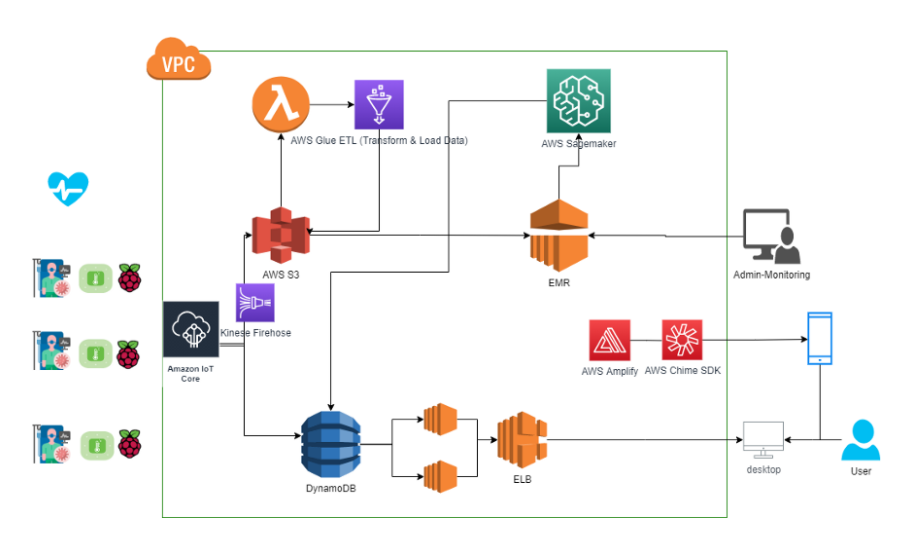 VPC
AWS Glue ETL (Transform & Load Data)
AWS Sagemaker
AWS S3
EMR
Admin-Monitoring
Kinese Firehose
Amazon IoT
Core
AWS Amplify
AWS Chime SDK
DynamoDB
ELB
desktop
User